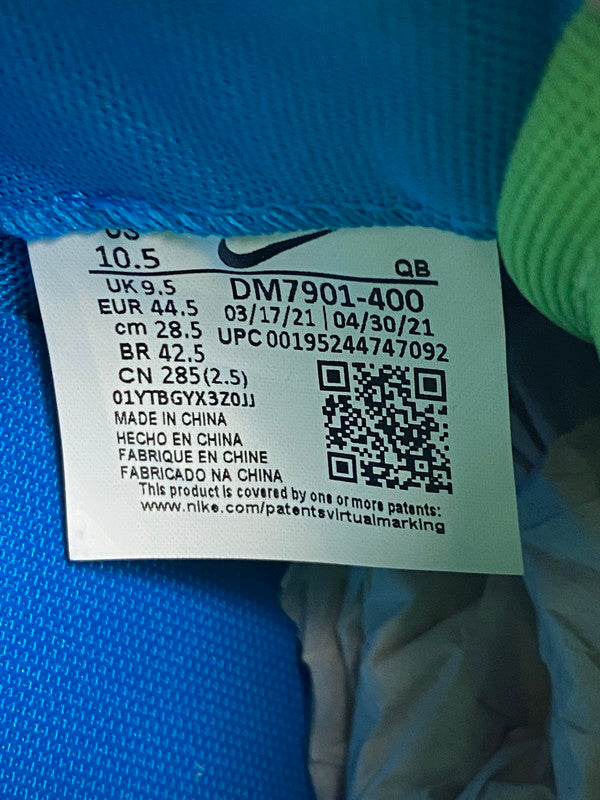 US
10.5
QB
UK 9.5
DM7901-400
EUR 44.5
03/17/21 | 04/30/21
cm 28.5
UPC 00195244747092
BR 42.5
CN 285(2.5)
01YTBGYX3Z0JJ
MADE IN CHINA
HECHO EN CHINA
FABRIQUE EN CHINE
FABRICADO NA CHINA
This product is covered by one or more patents:
www.nike.com/patentsvirtualmarking